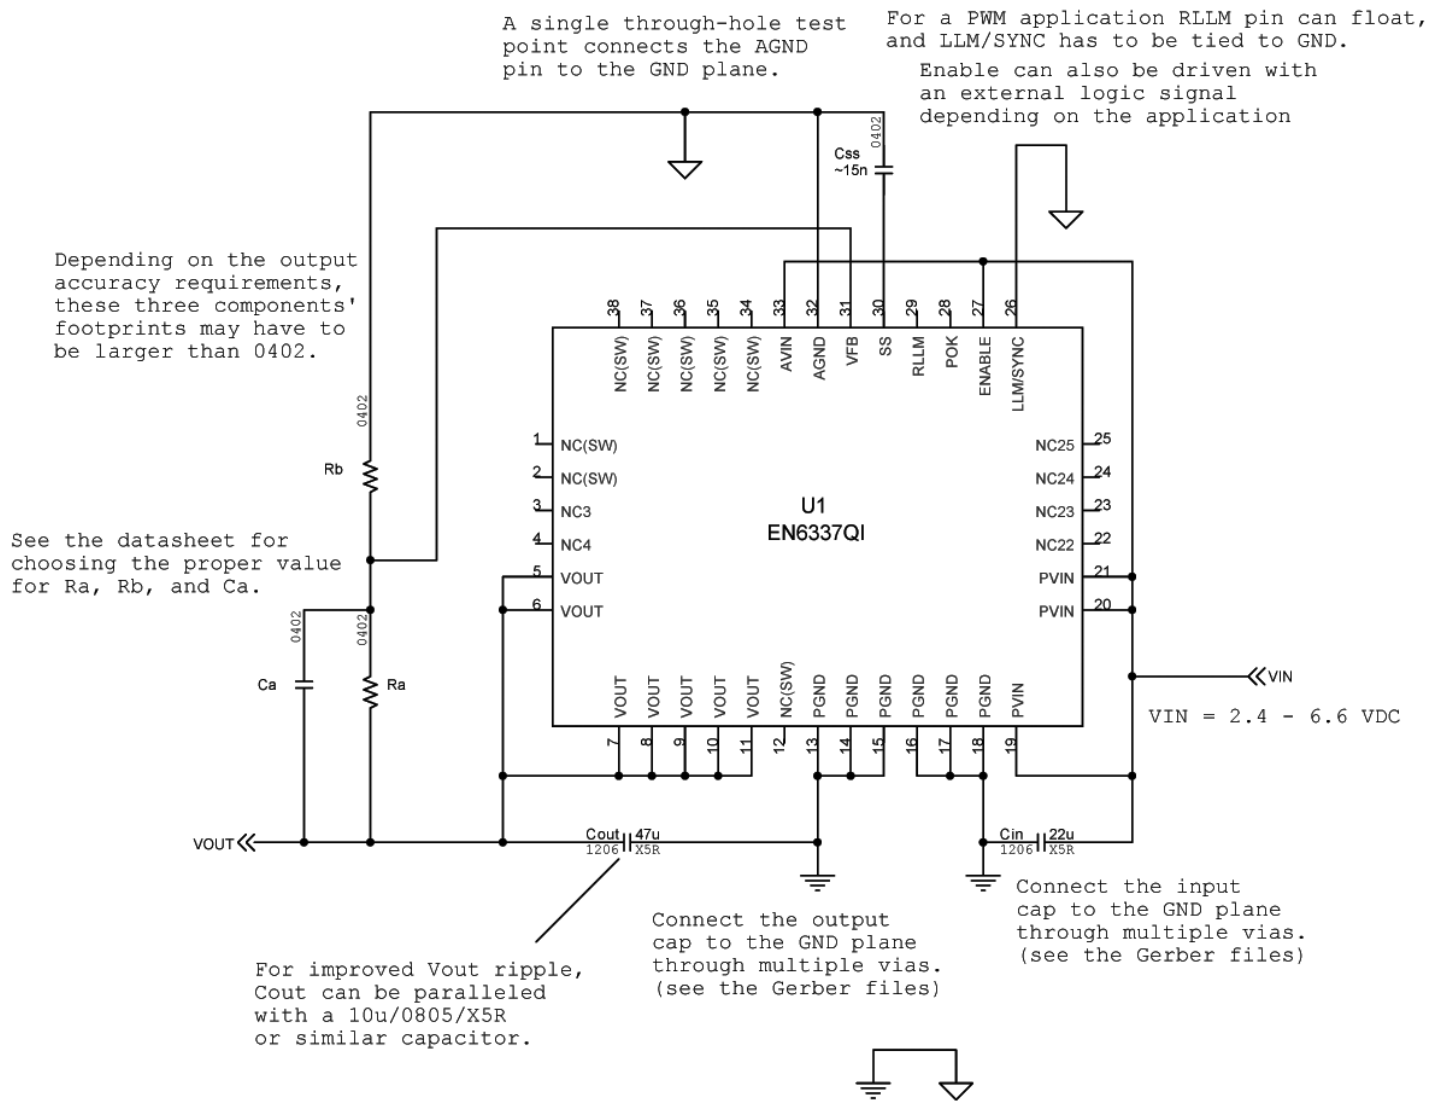 A single through-hole test
point connects the AGND
pin to the GND plane.
For a PWM application RLLM pin can float,
and LLM/SYNC has to be tied to GND.
Enable can also be driven with
an external logic signal
depending on the application
0402
Css
~15n
Depending on the output
accuracy requirements,
these three components'
footprints may have to
be larger than 0402.
38
37
36
35
34
33
32
31
30
29
28
27
26
NC(SW)
NC(SW)
NC(SW)
NC(SW)
NC(SW)
AVIN
AGND
VFB
SS
RLLM
POK
ENABLE
LLM/SYNC
0402
Rb
1 NC(SW)
2 NC(SW)
3 NC3
4 NC4
5 VOUT
6 VOUT
U1
EN6337QI
NC25 25
NC24 24
NC23 23
NC22 22
PVIN 21
PVIN 20
See the datasheet for
choosing the proper value
for Ra, Rb, and Ca.
0402
0402
Ca
Ra
VOUT
VOUT
VOUT
VOUT
VOUT
NC(SW)
PGND
PGND
PGND
PGND
PGND
PGND
PVIN
7
8
9
10
11
12
13
14
15
16
17
18
19
VIN
VIN = 2.4 - 6.6 VDC
VOUT
Cout 47u
1206 X5R
Cin 22u
1206 X5R
Connect the input
cap to the GND plane
through multiple vias.
(see the Gerber files)
Connect the output
cap to the GND plane
through multiple vias.
(see the Gerber files)
For improved Vout ripple,
Cout can be paralleled
with a 10u/0805/X5R
or similar capacitor.